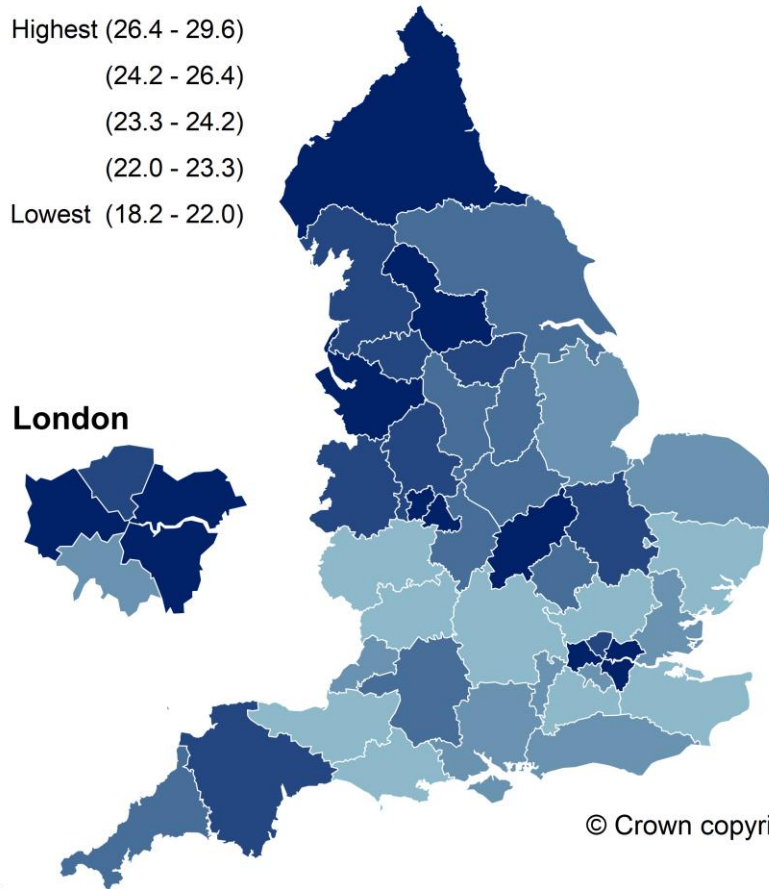 Highest (26.4 - 29.6)
(24.2 - 26.4)
(23.3 - 24.2)
(22.0 - 23.3)
Lowest (18.2 - 22.0)
London
© Crown copyri